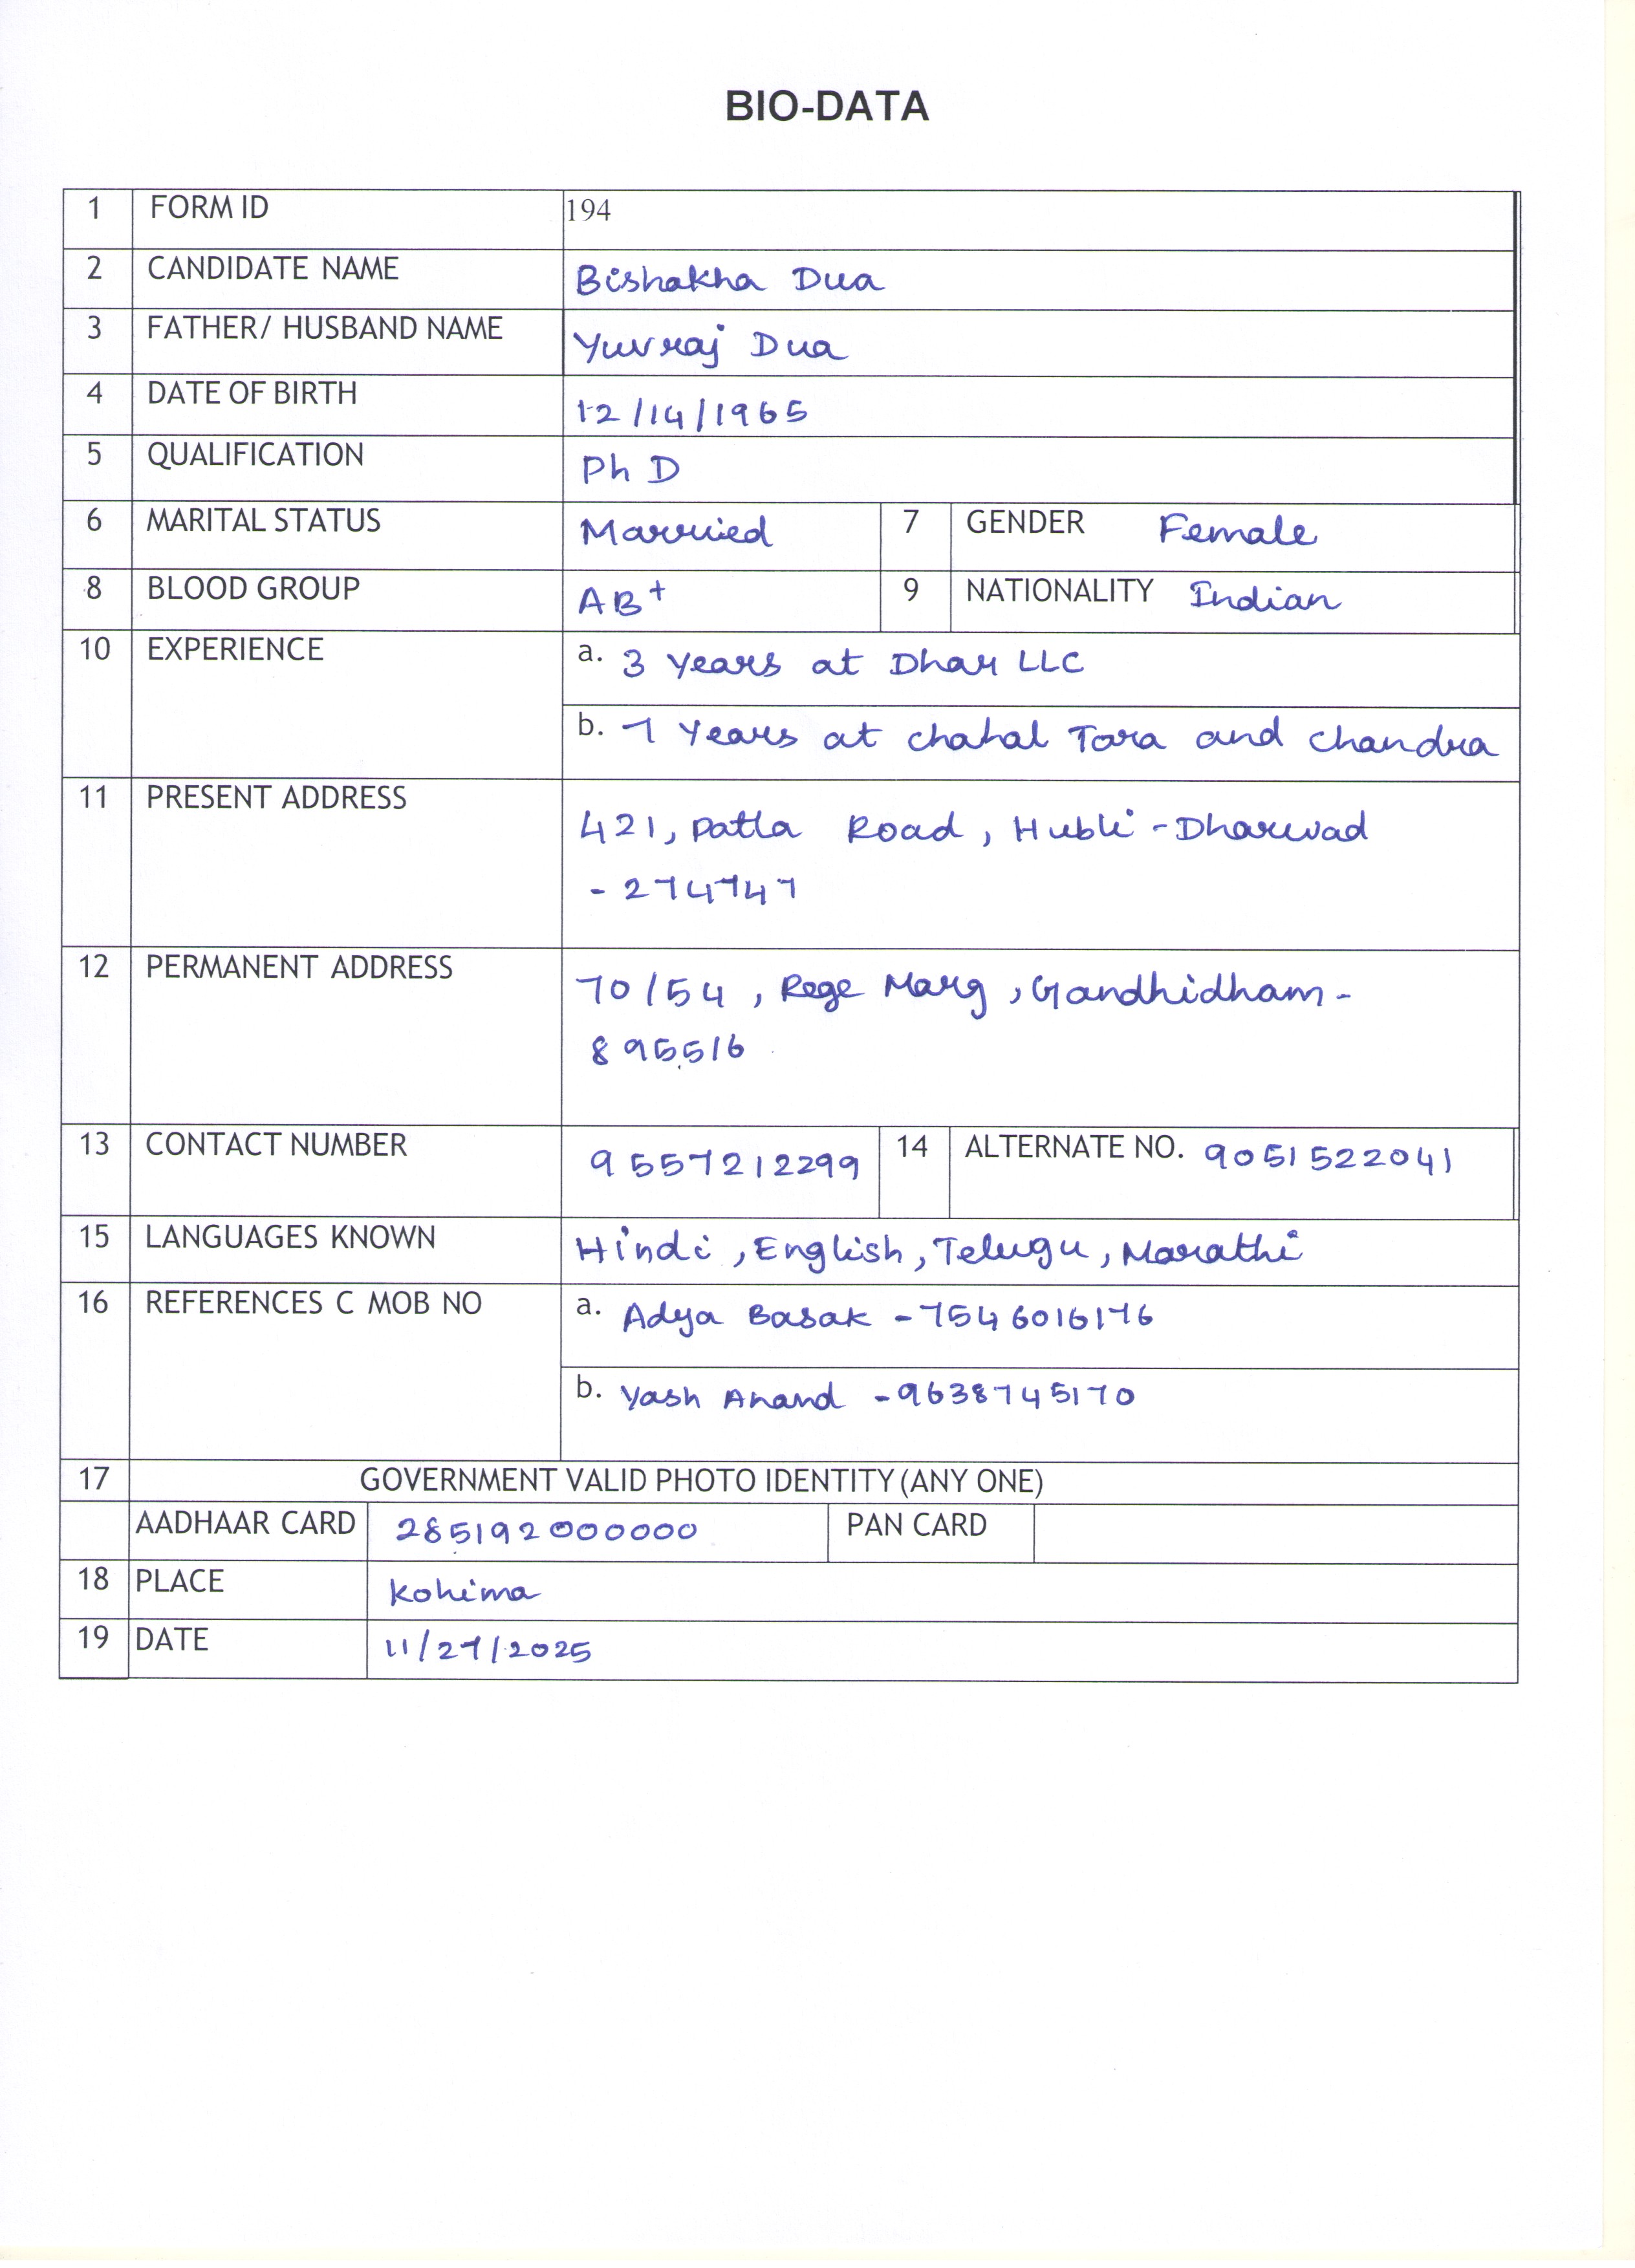 BIO-DATA
1 FORM ID 194
2 CANDIDATE NAME Bishakha Dua
3 FATHER/ HUSBAND NAME Yuvraj Dua
4 DATE OF BIRTH 12/14/1965
5 QUALIFICATION Ph D
6 MARITAL STATUS Married 7 GENDER Female
8 BLOOD GROUP AB+ 9 NATIONALITY Indian
10 EXPERIENCE a. 3 Years at Dhar LLC
b. 7 Years at Chahal Tara and Chandra
11 PRESENT ADDRESS
421, Patla Road, Hubli-Dharwad
- 274747
12 PERMANENT ADDRESS
70/54, Rege Marg, Gandhidham-
895516
13 CONTACT NUMBER 9557212299 14 ALTERNATE NO. 9051522041
15 LANGUAGES KNOWN Hindi, English, Telugu, Marathi
16 REFERENCES C MOB NO a. Adya Basak - 7546016176
b. Yash Anand - 9638745170
17 GOVERNMENT VALID PHOTO IDENTITY (ANY ONE)
AADHAAR CARD 285192000000 PAN CARD
18 PLACE Kohima
19 DATE 11/27/2025